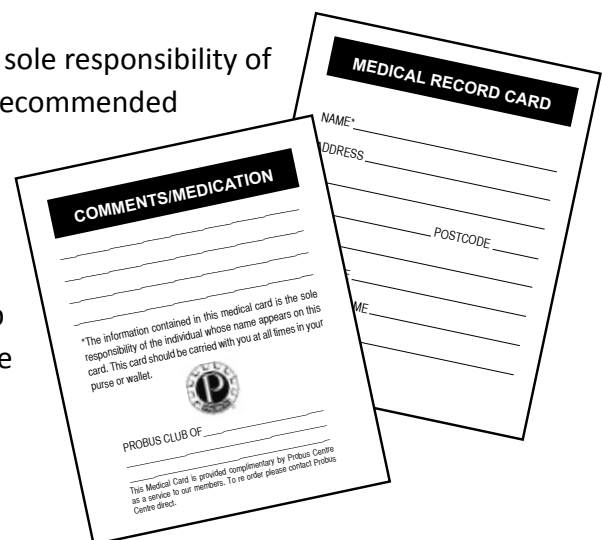 sole responsibility of
recommended
MEDICAL RECORD CARD
NAME*
ADDRESS
POSTCODE
COMMENTS/MEDICATION
*The information contained in this medical card is the sole
responsibility of the individual whose name appears on this
card. This card should be carried with you at all times in your
purse or wallet.
P
PROBUS CLUB OF
This Medical Card is provided complimentary by Probus Centre
as a service to our members. To re order please contact Probus
Centre direct.